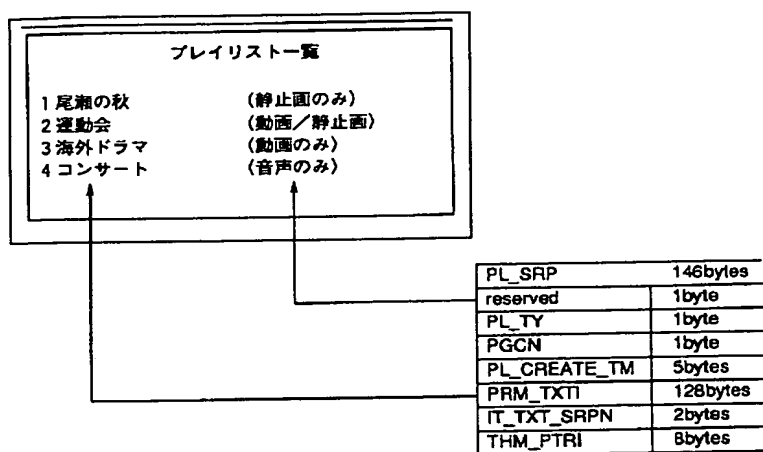 プレイリスト一覧
1 尾瀬の秋 (静止画のみ)
2 運動会 (動画/静止画)
3 海外ドラマ (動画のみ)
4 コンサート (音声のみ)
PL_SRP 146bytes
reserved 1byte
PL_TY 1byte
PGCN 1byte
PL_CREATE_TM 5bytes
PRM_TXTI 128bytes
IT_TXT_SRPN 2bytes
THM_PTRI 8bytes